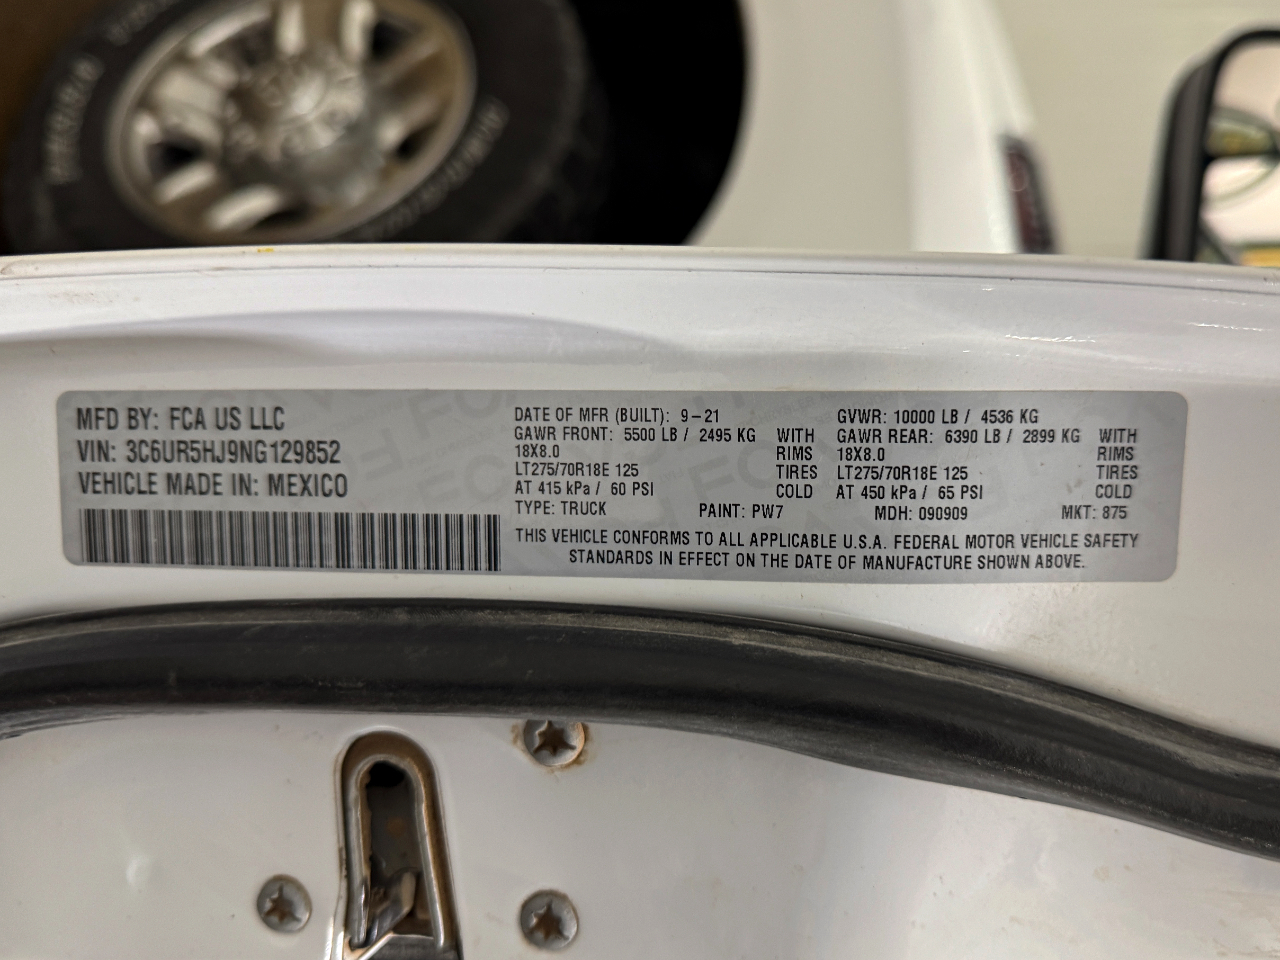 MFD BY: FCA US LLC
VIN: 3C6UR5HJ9NG129852
VEHICLE MADE IN: MEXICO
DATE OF MFR (BUILT): 9-21
GAWR FRONT: 5500 LB / 2495 KG WITH
18X8.0 RIMS
LT275/70R18E 125 TIRES
AT 415 kPa / 60 PSI COLD
GVWR: 10000 LB / 4536 KG
GAWR REAR: 6390 LB / 2899 KG WITH
18X8.0 RIMS
LT275/70R18E 125 TIRES
AT 450 kPa / 65 PSI COLD
TYPE: TRUCK PAINT: PW7 MDH: 090909 MKT: 875
THIS VEHICLE CONFORMS TO ALL APPLICABLE U.S.A. FEDERAL MOTOR VEHICLE SAFETY
STANDARDS IN EFFECT ON THE DATE OF MANUFACTURE SHOWN ABOVE.